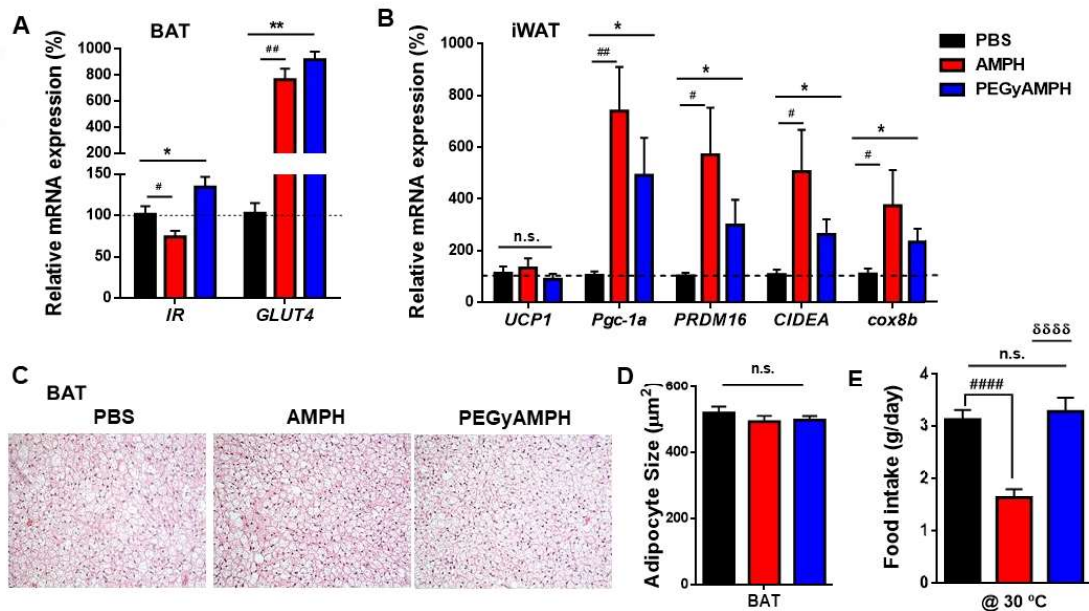 A
BAT
Relative mRNA expression (%)
1000
800
600
400
200
150
100
50
0
#
*
##
**
IR
GLUT4
B
iWAT
Relative mRNA expression (%)
1000
800
600
400
200
0
n.s.
##
*
#
*
#
*
#
*
UCP1
Pgc-1a
PRDM16
CIDEA
cox8b
PBS
AMPH
PEGyAMPH
C
BAT
PBS
AMPH
PEGyAMPH
D
Adipocyte Size (µm²)
600
400
200
0
n.s.
BAT
E
Food intake (g/day)
4
3
2
1
0
δδδδ
n.s.
####
@ 30 ºC